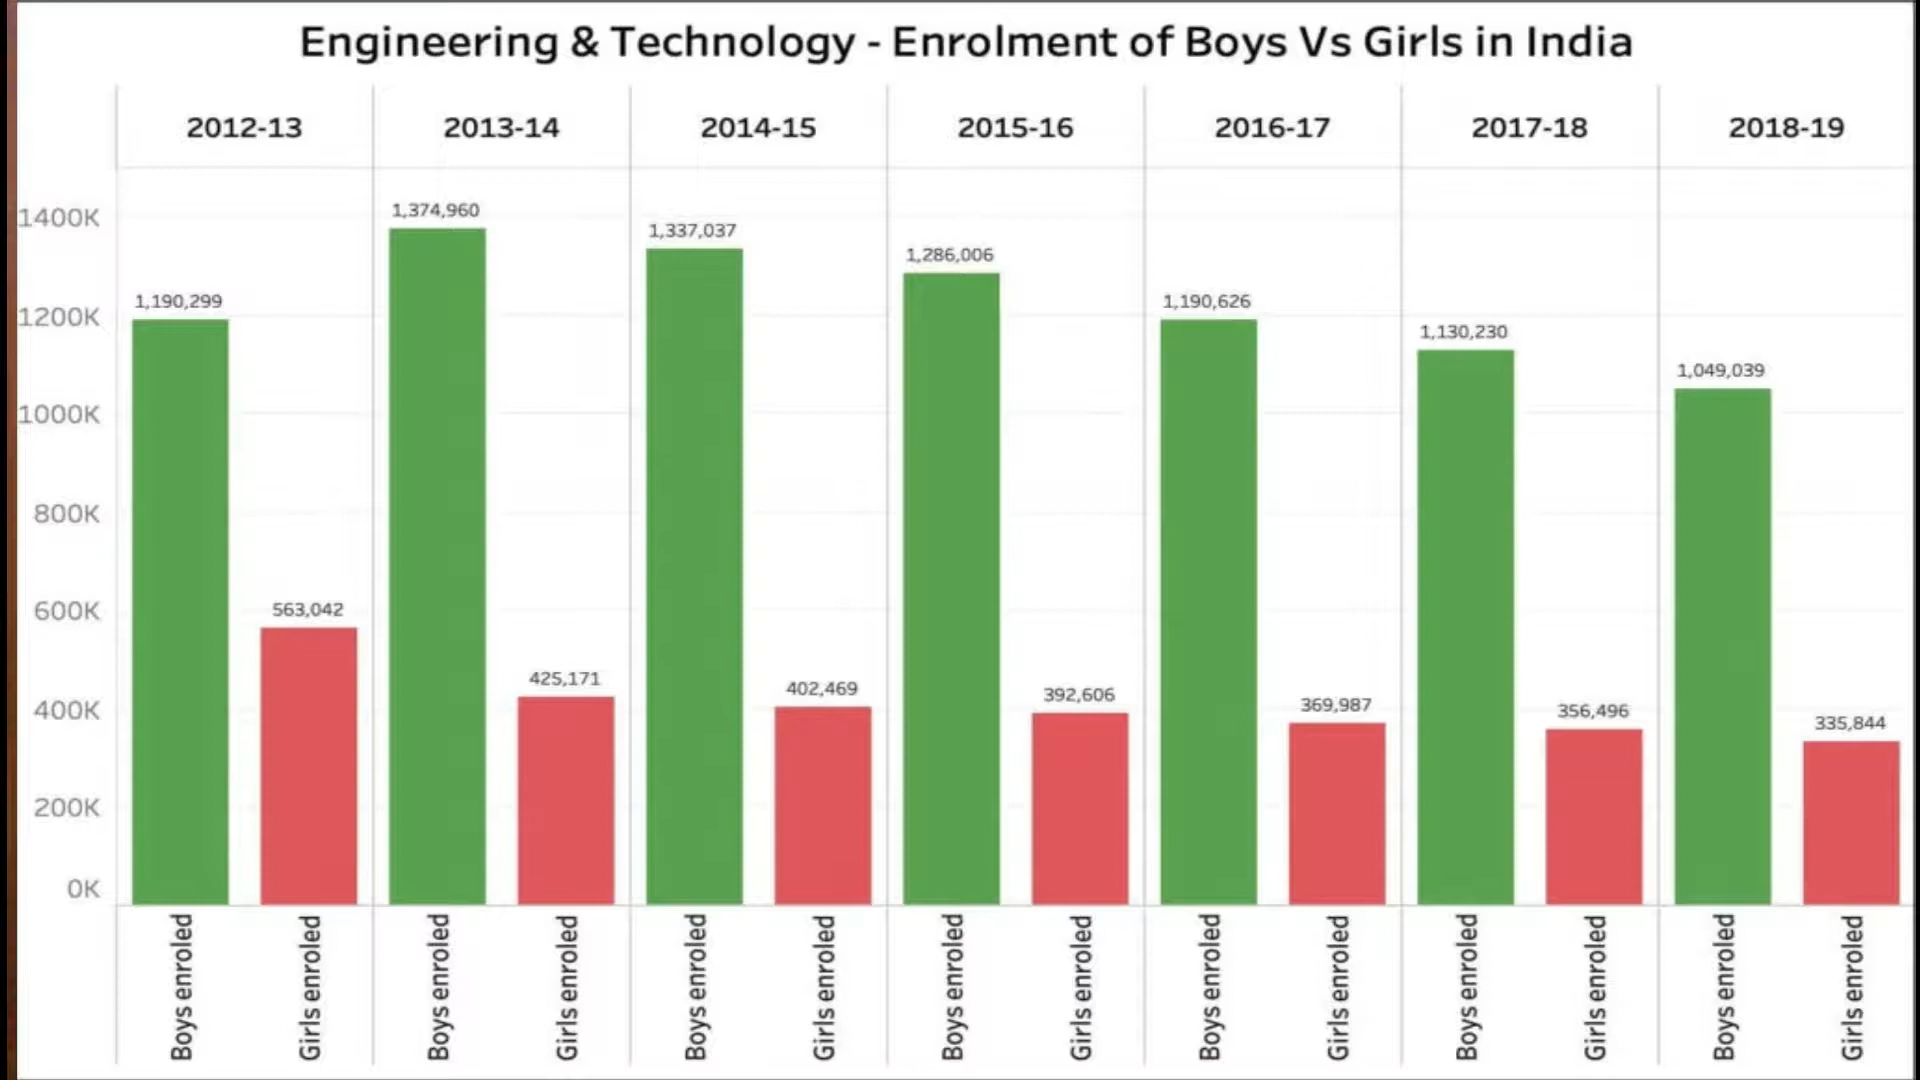 Engineering & Technology - Enrolment of Boys Vs Girls in India
2012-13 2013-14 2014-15 2015-16 2016-17 2017-18 2018-19
1400K
1200K
1000K
800K
600K
400K
200K
0K
1,190,299
563,042
1,374,960
425,171
1,337,037
402,469
1,286,006
392,606
1,190,626
369,987
1,130,230
356,496
1,049,039
335,844
Boys enroled
Girls enroled
Boys enroled
Girls enroled
Boys enroled
Girls enroled
Boys enroled
Girls enroled
Boys enroled
Girls enroled
Boys enroled
Girls enroled
Boys enroled
Girls enroled